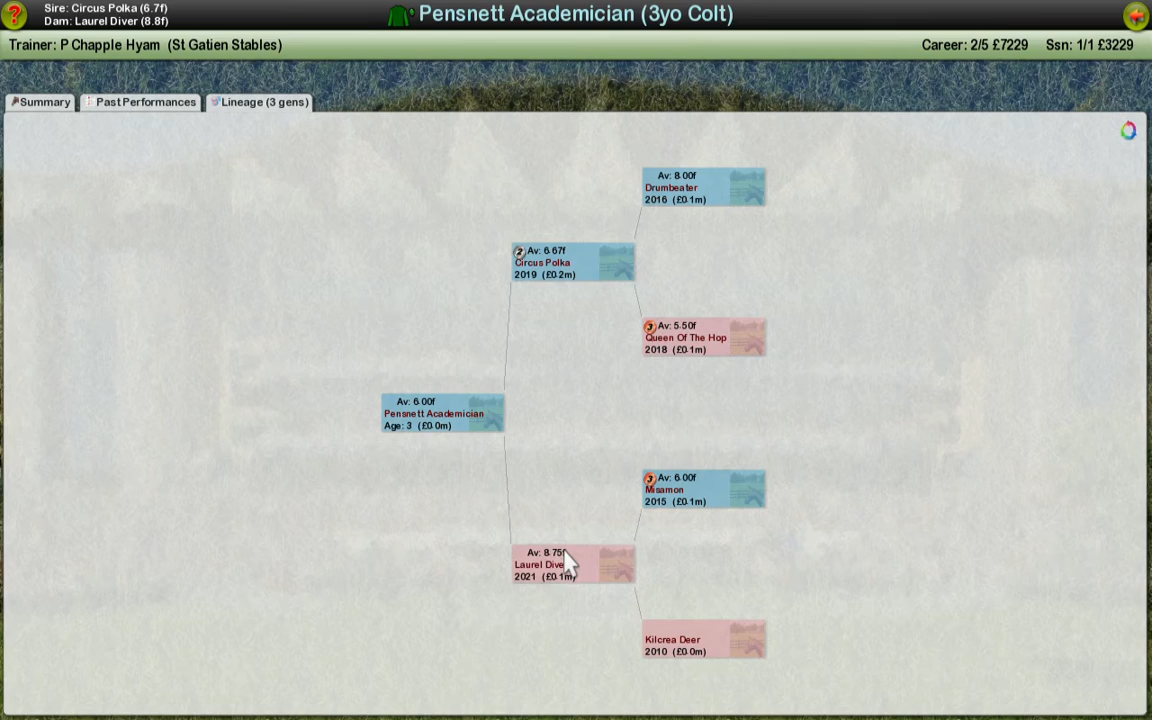 Sire: Circus Polka (6.7f)
Dam: Laurel Diver (8.8f)
Pensnett Academician (3yo Colt)
Trainer: P Chapple Hyam (St Gatien Stables)
Career: 2/5 £7229 Ssn: 1/1 £3229
Summary
Past Performances
Lineage (3 gens)
Av: 8.00f
Drumbeater
2016 (£0.1m)
2 Av: 6.67f
Circus Polka
2019 (£0.2m)
3 Av: 5.50f
Queen Of The Hop
2018 (£0.1m)
Av: 6.00f
Pensnett Academician
Age: 3 (£0.0m)
3 Av: 6.00f
Misamon
2015 (£0.1m)
Av: 8.75f
Laurel Dive
2021 (£0.1m)
Kilcrea Deer
2010 (£0.0m)